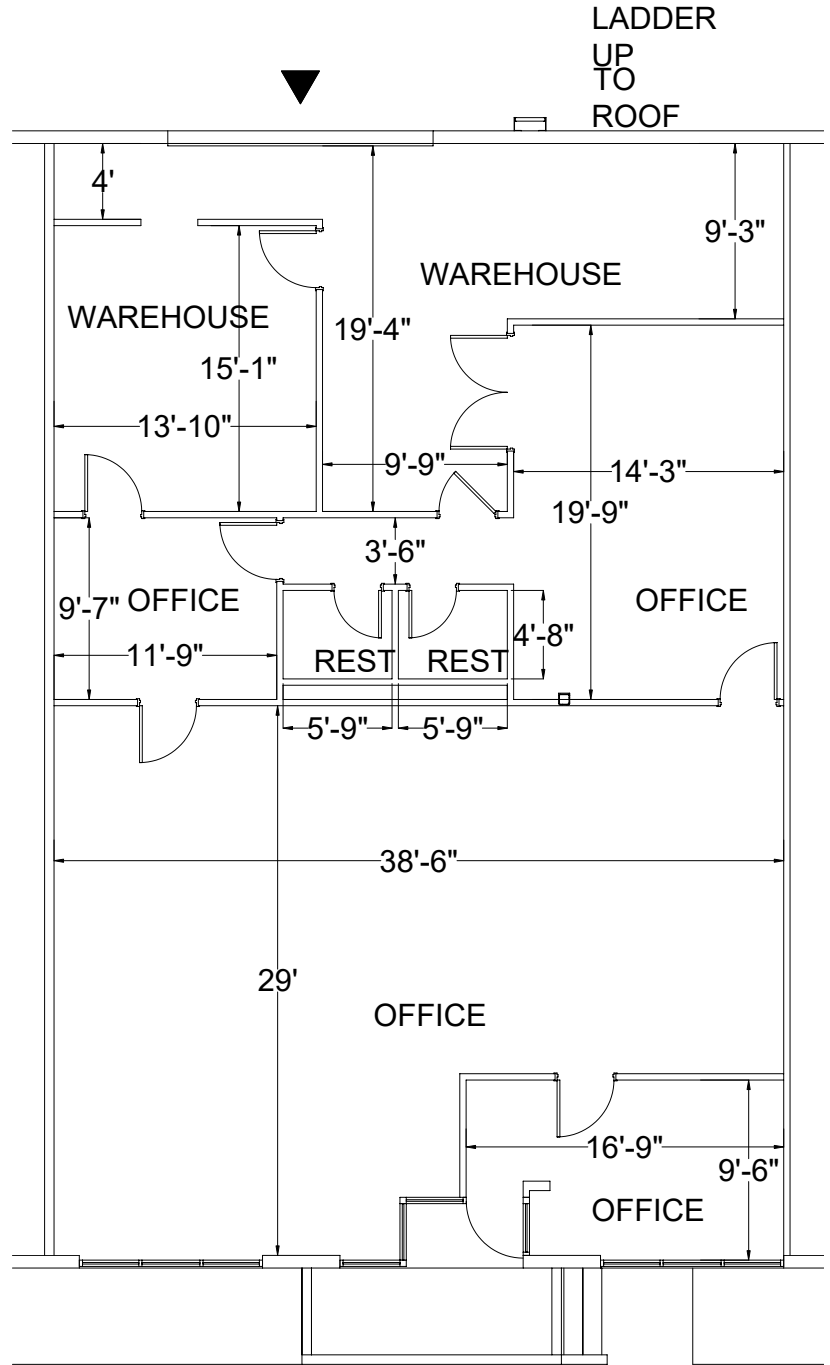 LADDER
UP
TO
ROOF
4'
9'-3"
WAREHOUSE
WAREHOUSE
19'-4"
15'-1"
13'-10"
9'-9"
14'-3"
19'-9"
3'-6"
9'-7"
OFFICE
OFFICE
4'-8"
11'-9"
REST
REST
5'-9"
5'-9"
38'-6"
29'
OFFICE
16'-9"
9'-6"
OFFICE